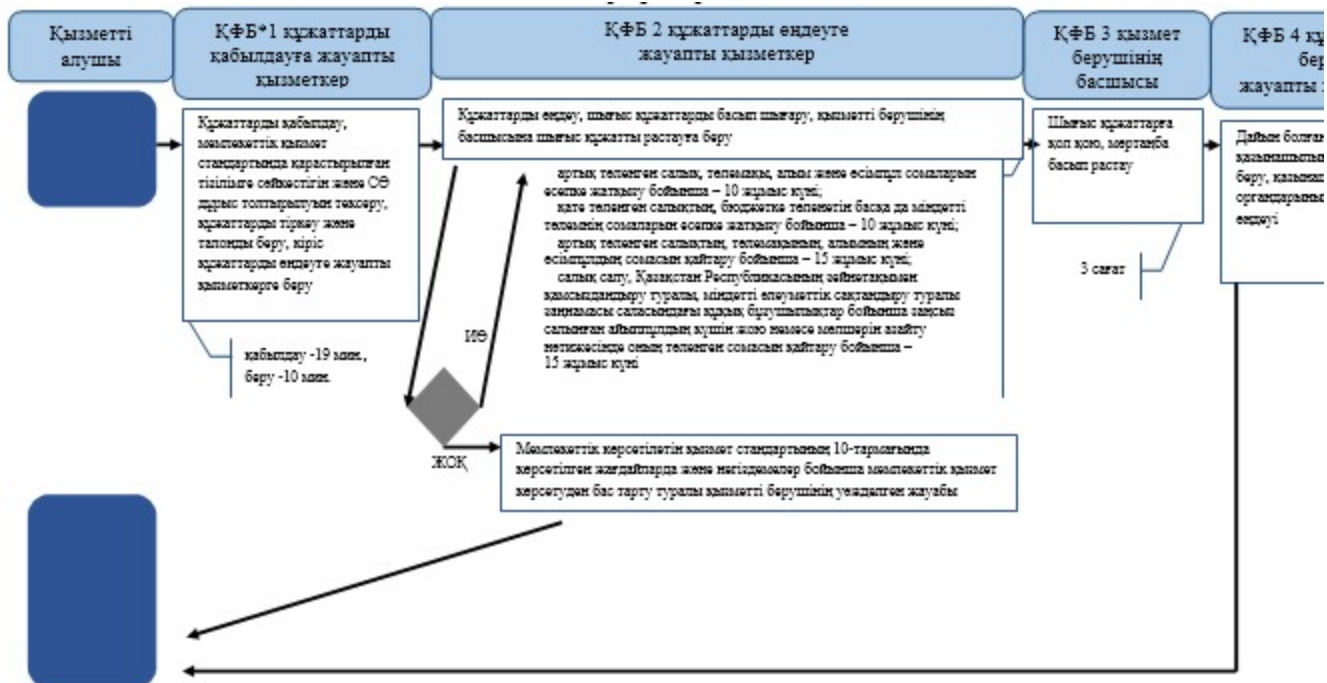 Қызметті
алушы
ҚФБ*1 құжаттарды
қабылдауға жауапты
қызметкер
ҚФБ 2 құжаттарды өңдеуге
жауапты қызметкер
ҚФБ 3 қызмет
берушінің
басшысы
ҚФБ 4
жауапты
Құжаттарды қабылдау,
мемлекеттік қызмет
стандартында қарастырылған
тізілімге сәйкестігін және СӨ
дұрыс толтырылуын тексеру,
құжаттарды тіркеу және
талонды беру, кіріс
құжаттарды өңдеуге жауапты
қызметкерге беру
қабылдау -19 мин.,
беру -10 мин.
Құжаттарды өңдеу, шығыс құжаттарды басып шығару, қызметті берушінің
басшысына шығыс құжатты растауға беру
артық төленген салық, төлемақы, алым және өсімпұл сомаларын
есепке жатқызу бойынша – 10 жұмыс күні;
қате төленген салықтың, бюджетке төленетін басқа да міндетті
төлемнің сомаларын есепке жатқызу бойынша – 10 жұмыс күні;
артық төленген салықтың, төлемақының, алымның және
өсімпұлдың сомасын қайтару бойынша – 15 жұмыс күні;
салық салу, Қазақстан Республикасының зейнетақымен
қамсыздандыру туралы, міндетті әлеуметтік сақтандыру туралы
заңнамасы саласындағы құқық бұзушылықтар бойынша заңсыз
салынған айыппұлдың күшін жою немесе мөлшерін азайту
нәтижесінде оның төленген сомасын қайтару бойынша –
15 жұмыс күні
ИӘ
ЖОҚ
Мемлекеттік көрсетілетін қызмет стандартының 10-тармағында
көрсетілген жағдайларда және негіздемелер бойынша мемлекеттік қызмет
көрсетуден бас тарту туралы қызметті берушінің уәжделген жауабы
Шығыс құжаттарға
қол қою, мөртаңба
басып растау
3 сағат
Дайын
беру,
өңдеуі